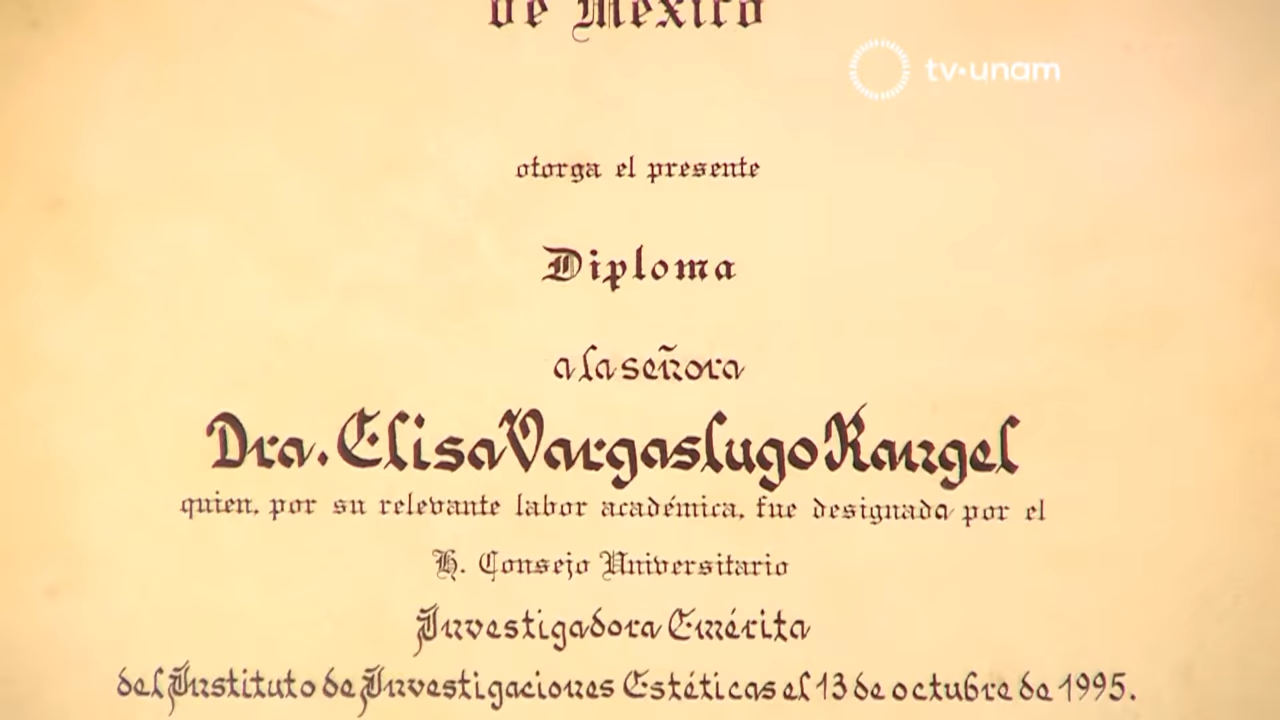 de México
tv·unam
otorga el presente
Diploma
a la señora
Dra. Elisa Vargaslugo Rangel
quien, por su relevante labor académica, fue designada por el
H. Consejo Universitario
Investigadora Emérita
del Instituto de Investigaciones Estéticas el 13 de octubre de 1995.